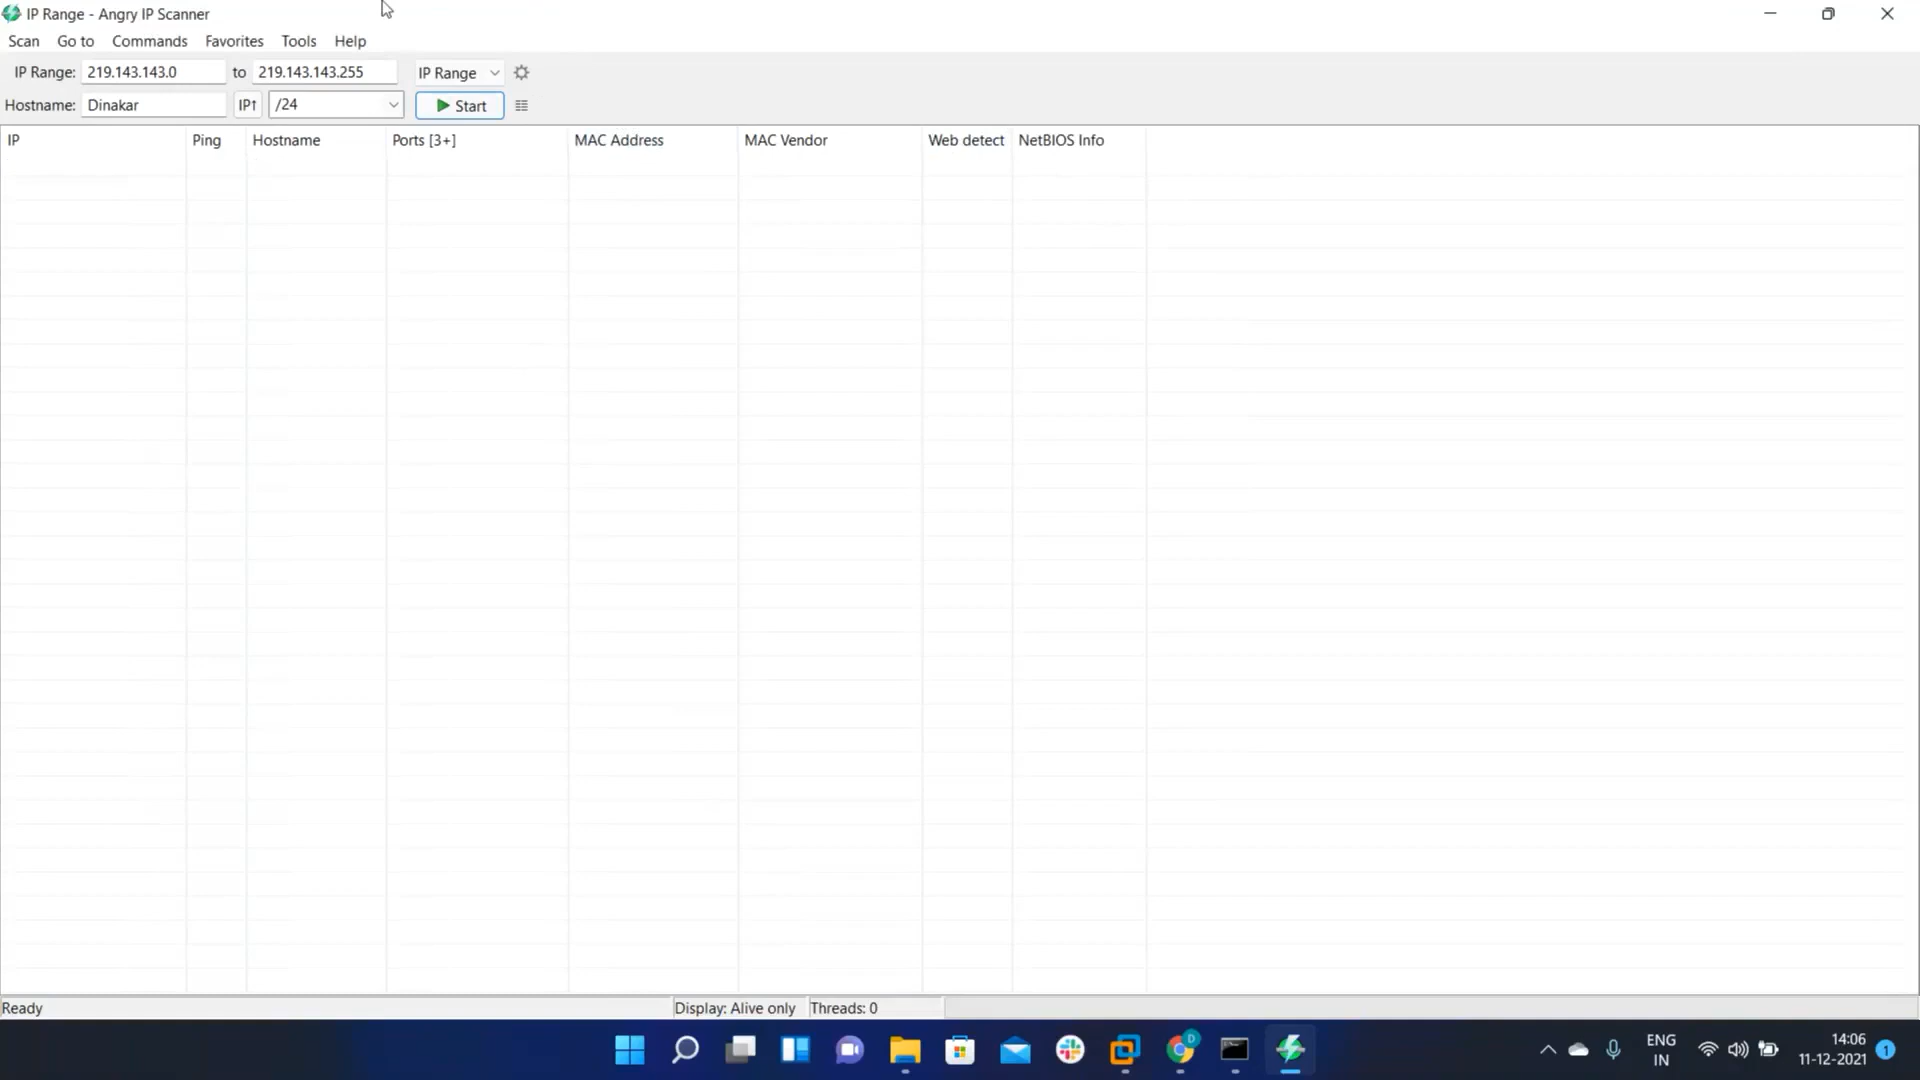 IP Range - Angry IP Scanner
Scan Go to Commands Favorites Tools Help
IP Range: 219.143.143.0 to 219.143.143.255 IP Range
Hostname: Dinakar IP↑ /24 Start
IP Ping Hostname Ports [3+] MAC Address MAC Vendor Web detect NetBIOS Info
Ready Display: Alive only Threads: 0
D
ENG 14:06
IN 11-12-2021 1